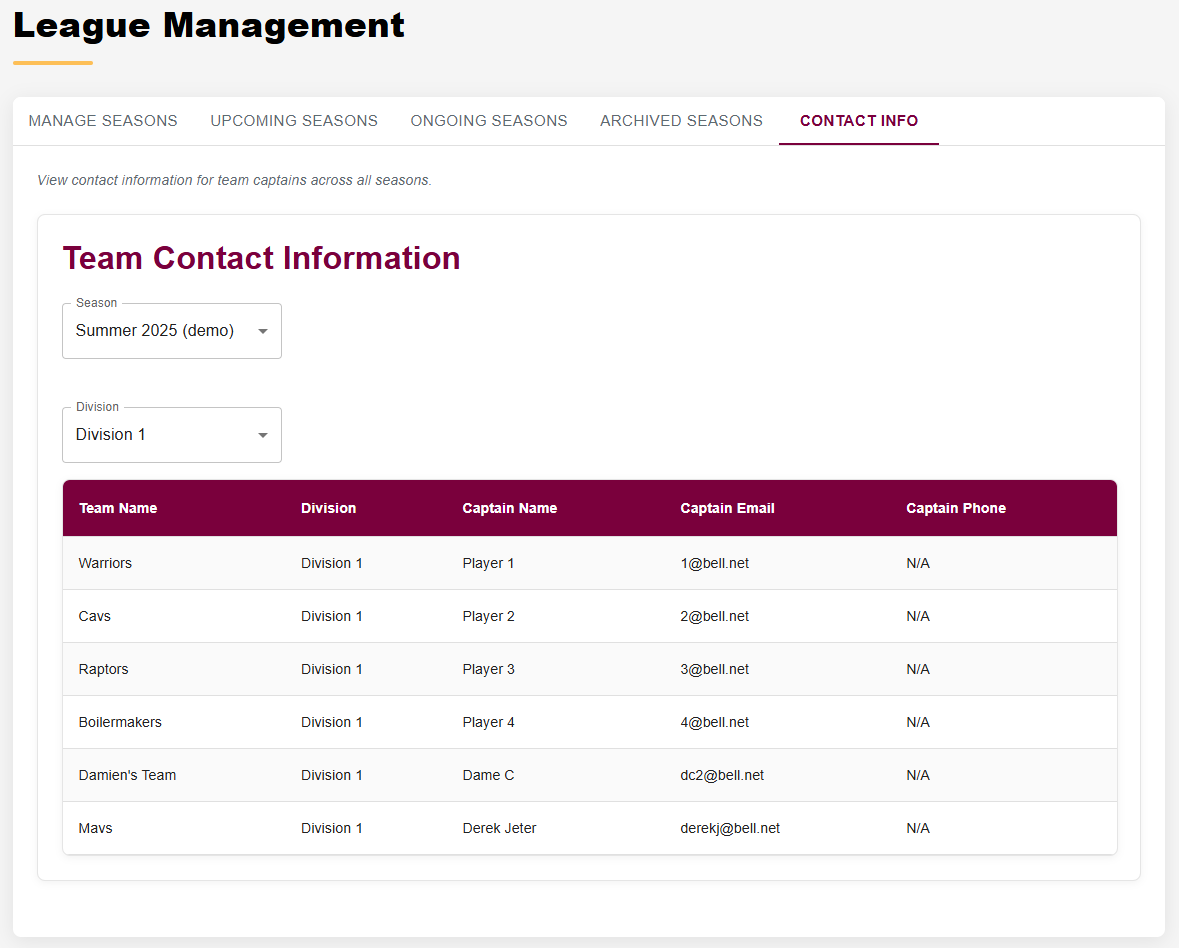 League Management
MANAGE SEASONS UPCOMING SEASONS ONGOING SEASONS ARCHIVED SEASONS CONTACT INFO
View contact information for team captains across all seasons.
Team Contact Information
Season
Summer 2025 (demo)
Division
Division 1
Team Name Division Captain Name Captain Email Captain Phone
Warriors Division 1 Player 1 1@bell.net N/A
Cavs Division 1 Player 2 2@bell.net N/A
Raptors Division 1 Player 3 3@bell.net N/A
Boilermakers Division 1 Player 4 4@bell.net N/A
Damien's Team Division 1 Dame C dc2@bell.net N/A
Mavs Division 1 Derek Jeter derekj@bell.net N/A